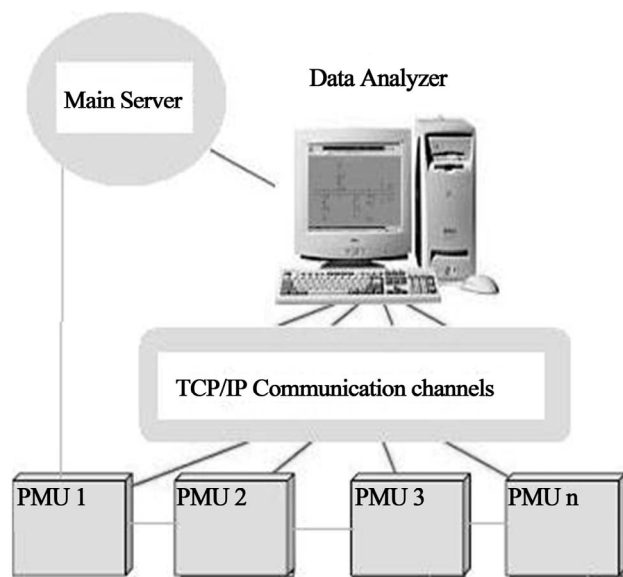 Main Server
Data Analyzer
TCP/IP Communication channels
PMU 1
PMU 2
PMU 3
PMU n